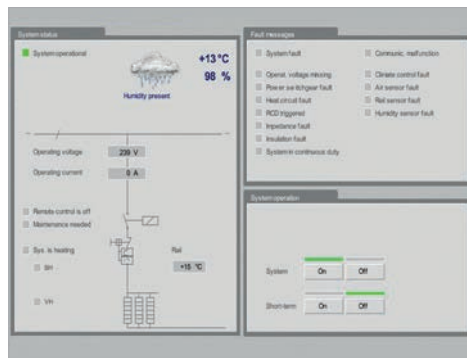 System status
System operational
+13 °C
98 %
Humidity present
Operating voltage
239 V
Operating current
0 A
Remote control is off
Maintenance needed
Sys. is heating
Rail
SH
+15 °C
VH
Fault messages
System fault
Communic. malfunction
Operat. voltage missing
Climate control fault
Power switchgear fault
Air sensor fault
Heat circuit fault
Rail sensor fault
RCD triggered
Humidity sensor fault
Impedance fault
Insulation fault
System in continuous duty
System operation
System
On
Off
Short-term
On
Off